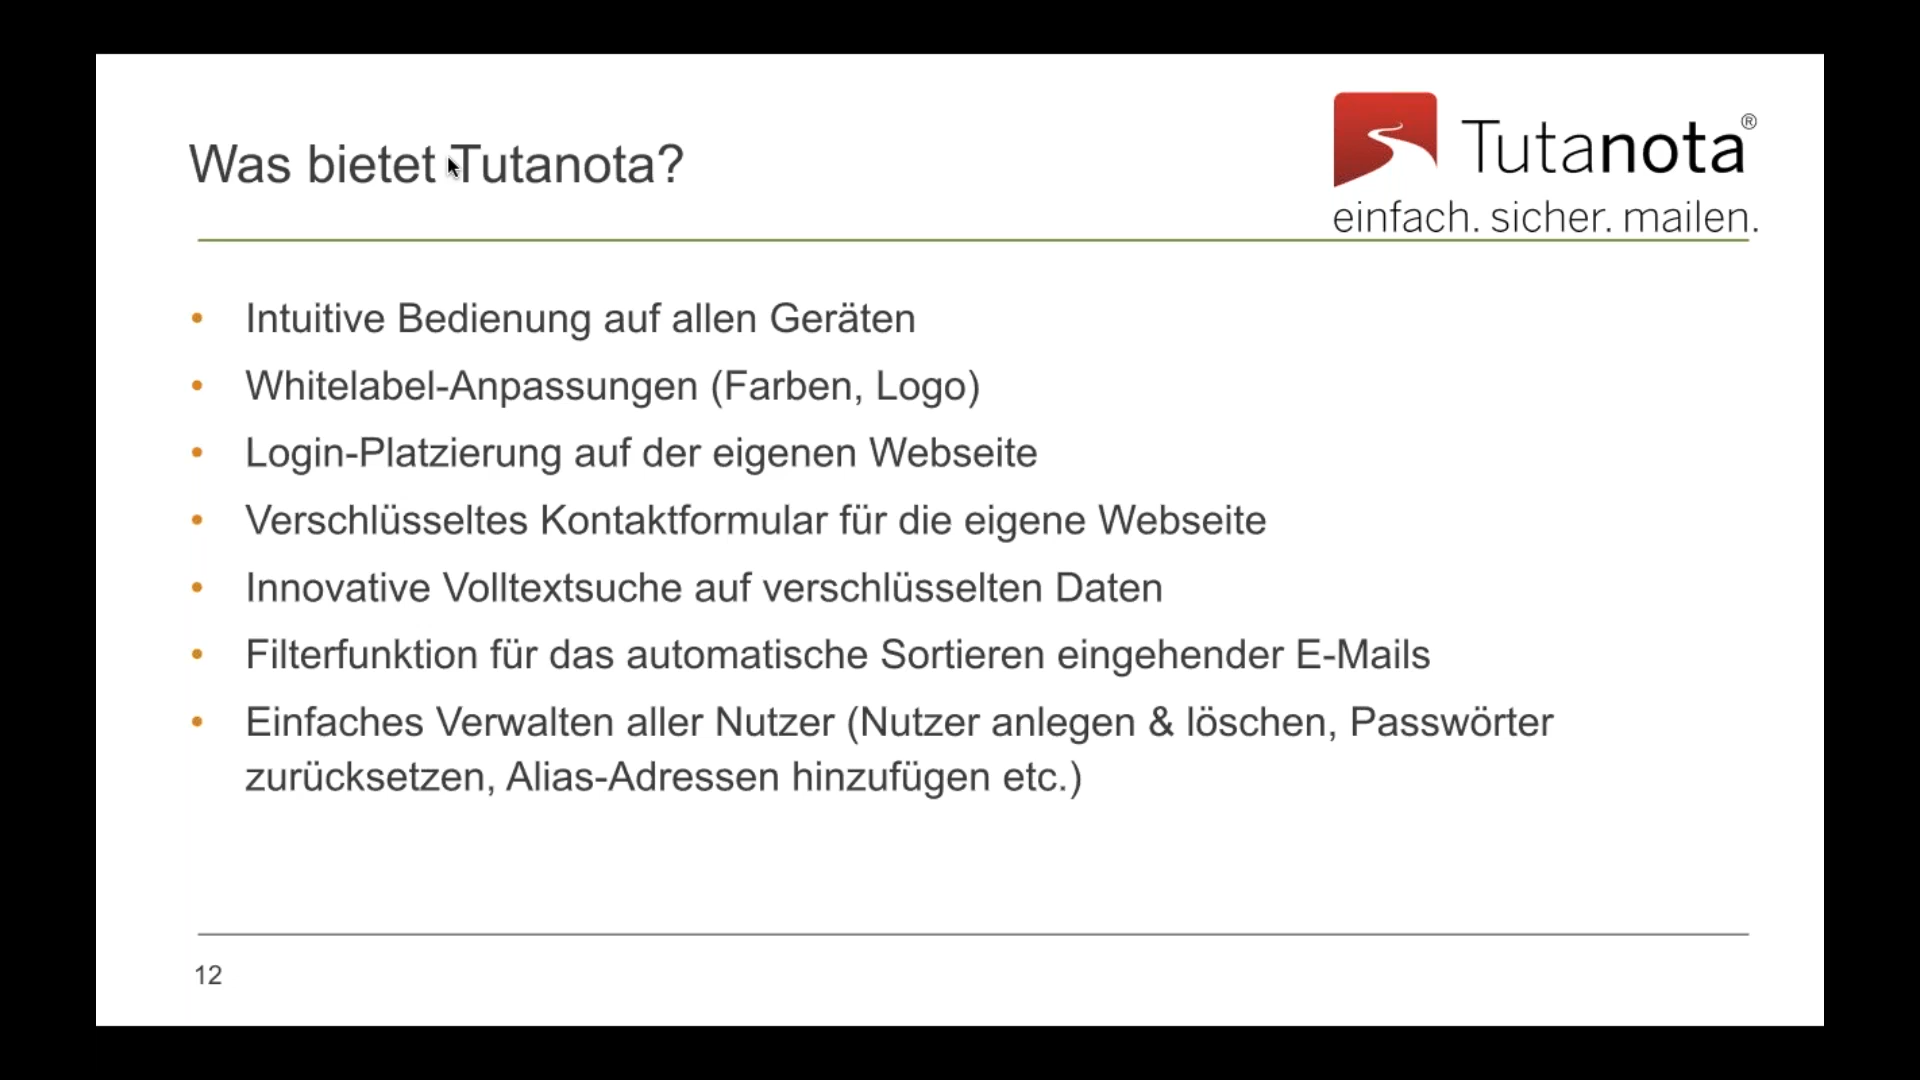 Was bietet Tutanota?
Tutanota®
einfach. sicher. mailen.
• Intuitive Bedienung auf allen Geräten
• Whitelabel-Anpassungen (Farben, Logo)
• Login-Platzierung auf der eigenen Webseite
• Verschlüsseltes Kontaktformular für die eigene Webseite
• Innovative Volltextsuche auf verschlüsselten Daten
• Filterfunktion für das automatische Sortieren eingehender E-Mails
• Einfaches Verwalten aller Nutzer (Nutzer anlegen & löschen, Passwörter
zurücksetzen, Alias-Adressen hinzufügen etc.)
12